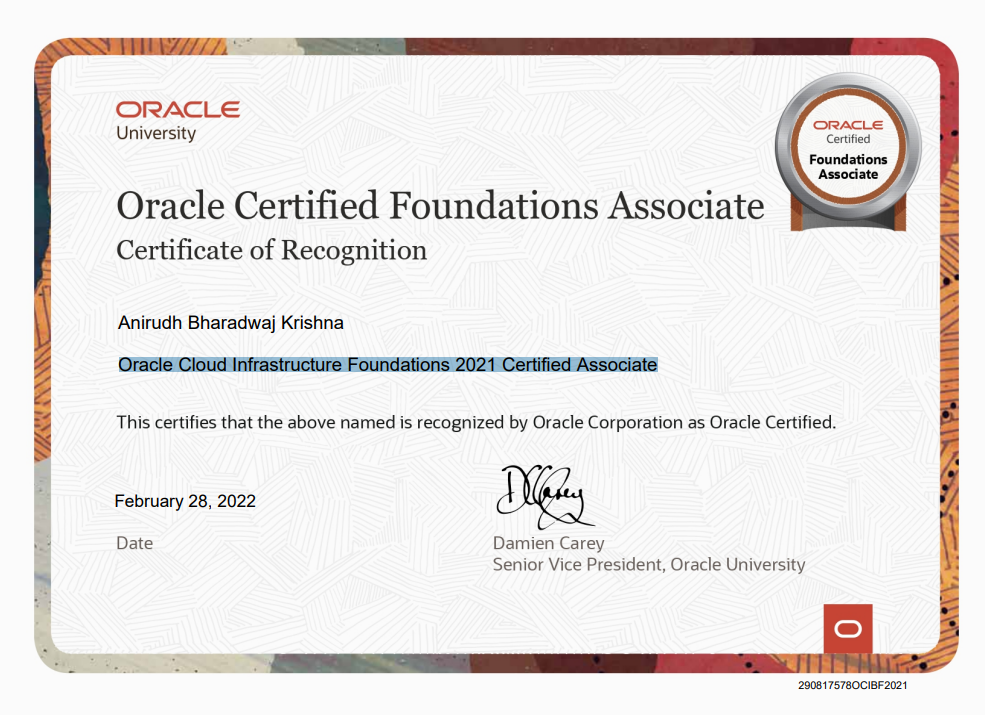 ORACLE
University
ORACLE
Certified
Foundations
Associate
Oracle Certified Foundations Associate
Certificate of Recognition
Anirudh Bharadwaj Krishna
Oracle Cloud Infrastructure Foundations 2021 Certified Associate
This certifies that the above named is recognized by Oracle Corporation as Oracle Certified.
DCarey
February 28, 2022
Date
Damien Carey
Senior Vice President, Oracle University
290817578OCIBF2021